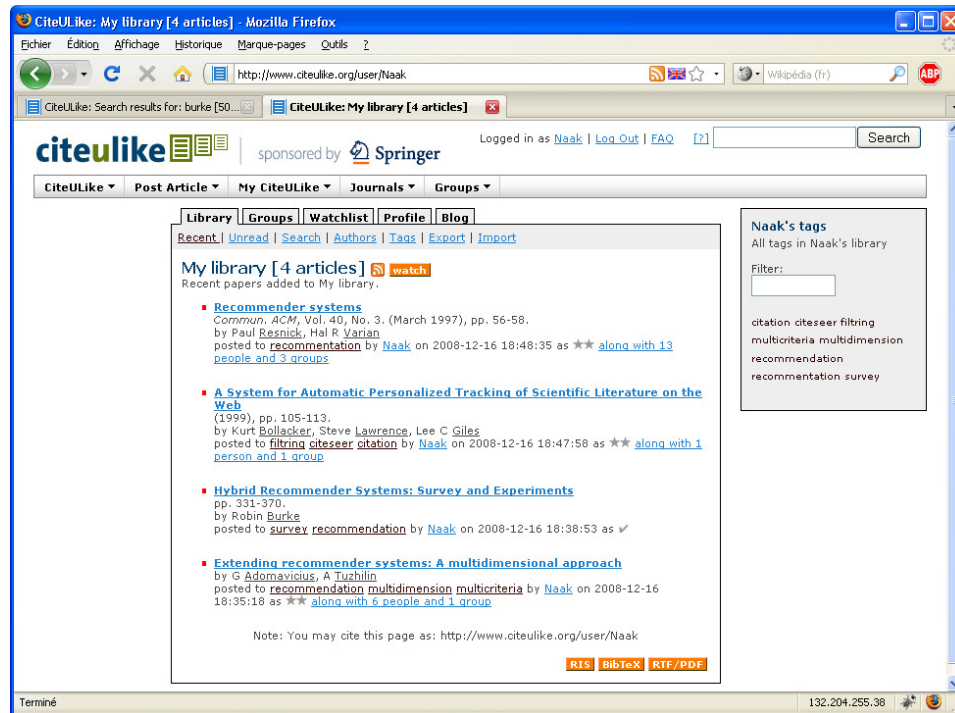 CiteULike: My library [4 articles] - Mozilla Firefox
Fichier Édition Affichage Historique Marque-pages Outils ?
http://www.citeulike.org/user/Naak
Wikipédia (fr)
ABP
CiteULike: Search results for: burke [50...
CiteULike: My library [4 articles]
citeulike
sponsored by Springer
Logged in as Naak | Log Out | FAQ [?]
Search
CiteULike Post Article My CiteULike Journals Groups
Library Groups Watchlist Profile Blog
Recent | Unread | Search | Authors | Tags | Export | Import
My library [4 articles] watch
Recent papers added to My library.
Recommender systems
Commun. ACM, Vol. 40, No. 3. (March 1997), pp. 56-58.
by Paul Resnick, Hal R Varian
posted to recommentation by Naak on 2008-12-16 18:48:35 as ★★ along with 13
people and 3 groups
A System for Automatic Personalized Tracking of Scientific Literature on the
Web
(1999), pp. 105-113.
by Kurt Bollacker, Steve Lawrence, Lee C Giles
posted to filtring citeseer citation by Naak on 2008-12-16 18:47:58 as ★★ along with 1
person and 1 group
Hybrid Recommender Systems: Survey and Experiments
pp. 331-370.
by Robin Burke
posted to survey recommendation by Naak on 2008-12-16 18:38:53 as ✔
Extending recommender systems: A multidimensional approach
by G Adomavicius, A Tuzhilin
posted to recommendation multidimension multicriteria by Naak on 2008-12-16
18:35:18 as ★★ along with 6 people and 1 group
Note: You may cite this page as: http://www.citeulike.org/user/Naak
RIS BibTeX RTF/PDF
Naak's tags
All tags in Naak's library
Filter:
citation citeseer filtring
multicriteria multidimension
recommendation
recommentation survey
Terminé
132.204.255.38